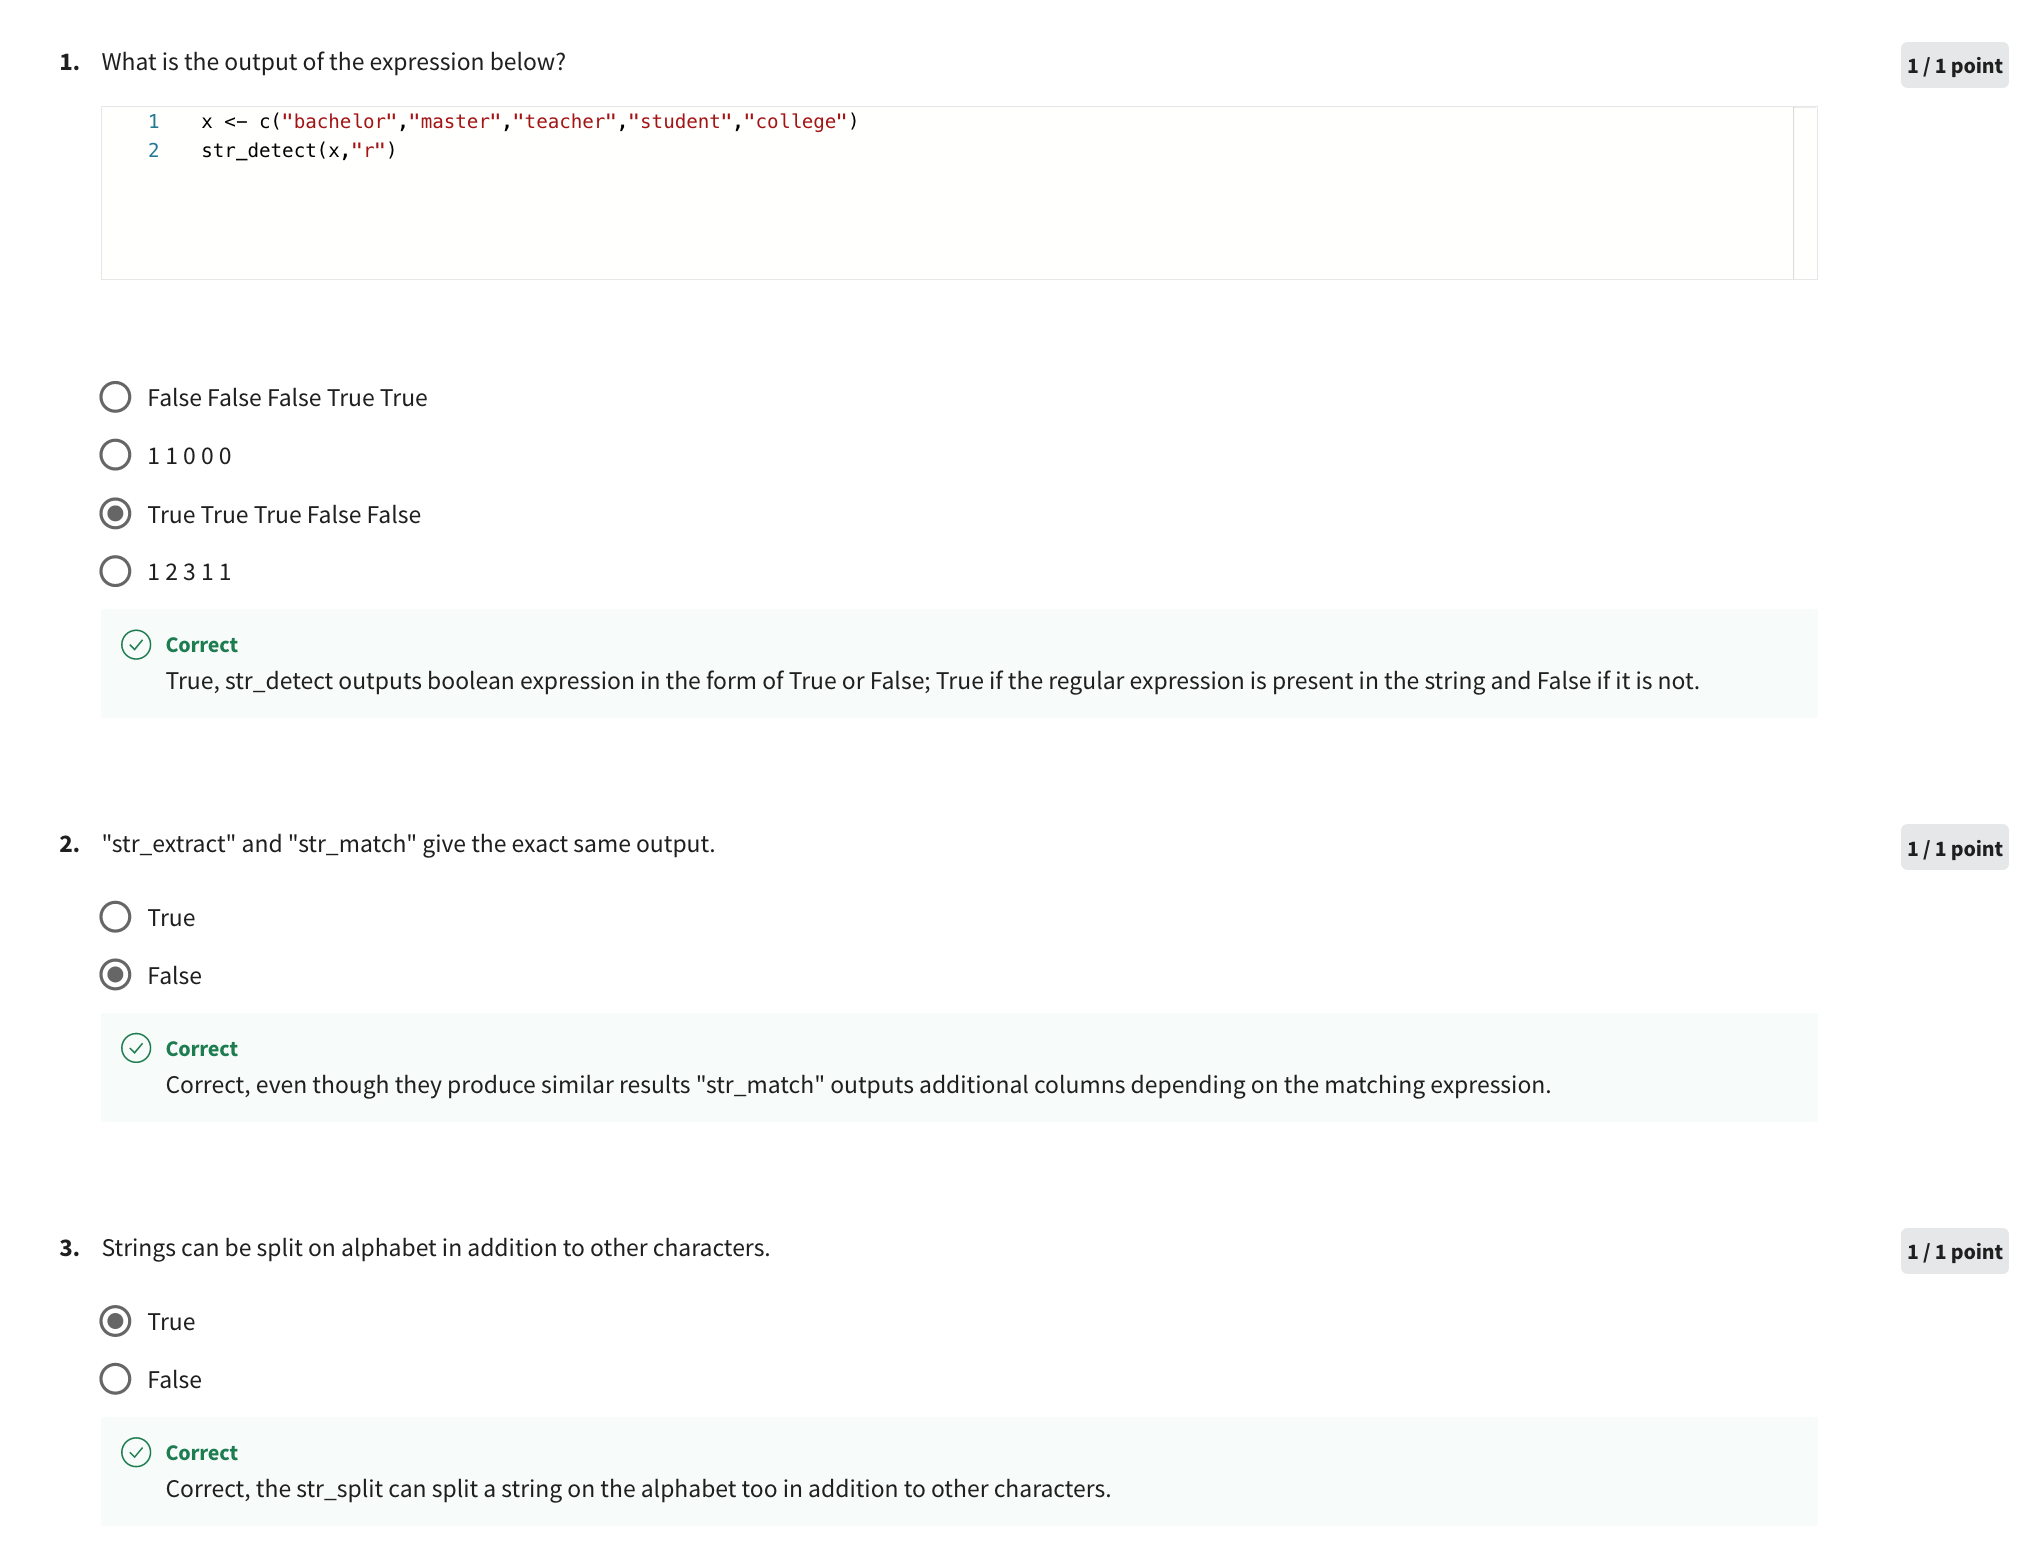 1. What is the output of the expression below?
1 / 1 point
1 x <- c("bachelor","master","teacher","student","college")
2 str_detect(x,"r")
False False False True True
1 1 0 0 0
True True True False False
1 2 3 1 1
Correct
True, str_detect outputs boolean expression in the form of True or False; True if the regular expression is present in the string and False if it is not.
2. "str_extract" and "str_match" give the exact same output.
1 / 1 point
True
False
Correct
Correct, even though they produce similar results "str_match" outputs additional columns depending on the matching expression.
3. Strings can be split on alphabet in addition to other characters.
1 / 1 point
True
False
Correct
Correct, the str_split can split a string on the alphabet too in addition to other characters.